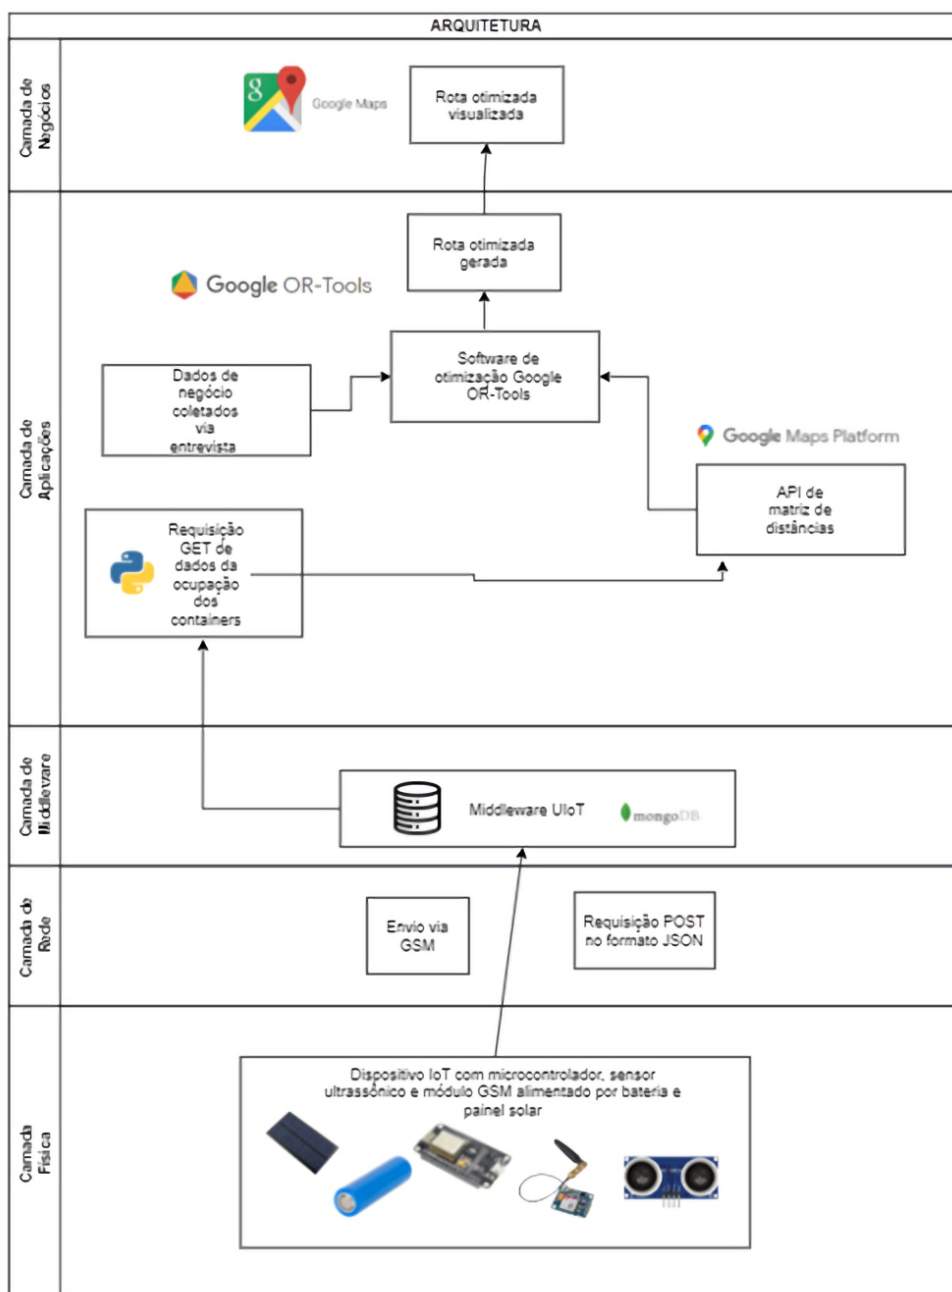 ARQUITETURA
Camada de
Negócios
Google Maps
Rota otimizada
visualizada
Camada de
Aplicações
Rota otimizada
gerada
Google OR-Tools
Software de
otimização Google
OR-Tools
Dados de
negócio
coletados
via
entrevista
Google Maps Platform
API de
matriz de
distâncias
Requisição
GET de
dados da
ocupação
dos
containers
Camada de
Middleware
Middleware UIoT
mongoDB
Camada de
Rede
Envio via
GSM
Requisição POST
no formato JSON
Camada
Física
Dispositivo IoT com microcontrolador, sensor
ultrassônico e módulo GSM alimentado por bateria e
painel solar